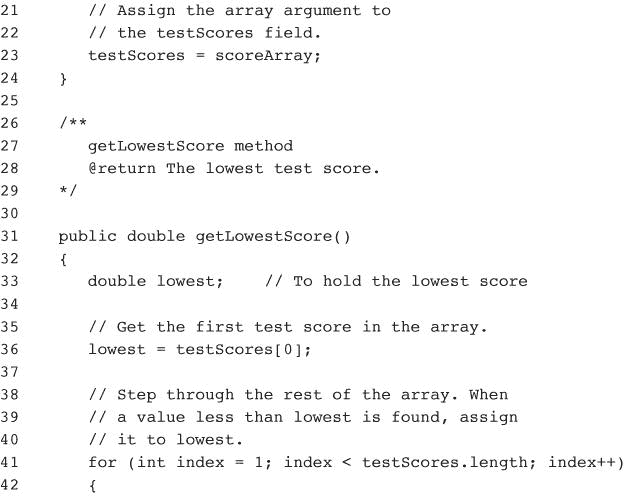 21       // Assign the array argument to
22       // the testScores field.
23       testScores = scoreArray;
24    }
25
26    /**
27       getLowestScore method
28       @return The lowest test score.
29    */
30
31    public double getLowestScore()
32    {
33       double lowest;    // To hold the lowest score
34
35       // Get the first test score in the array.
36       lowest = testScores[0];
37
38       // Step through the rest of the array. When
39       // a value less than lowest is found, assign
40       // it to lowest.
41       for (int index = 1; index < testScores.length; index++)
42       {